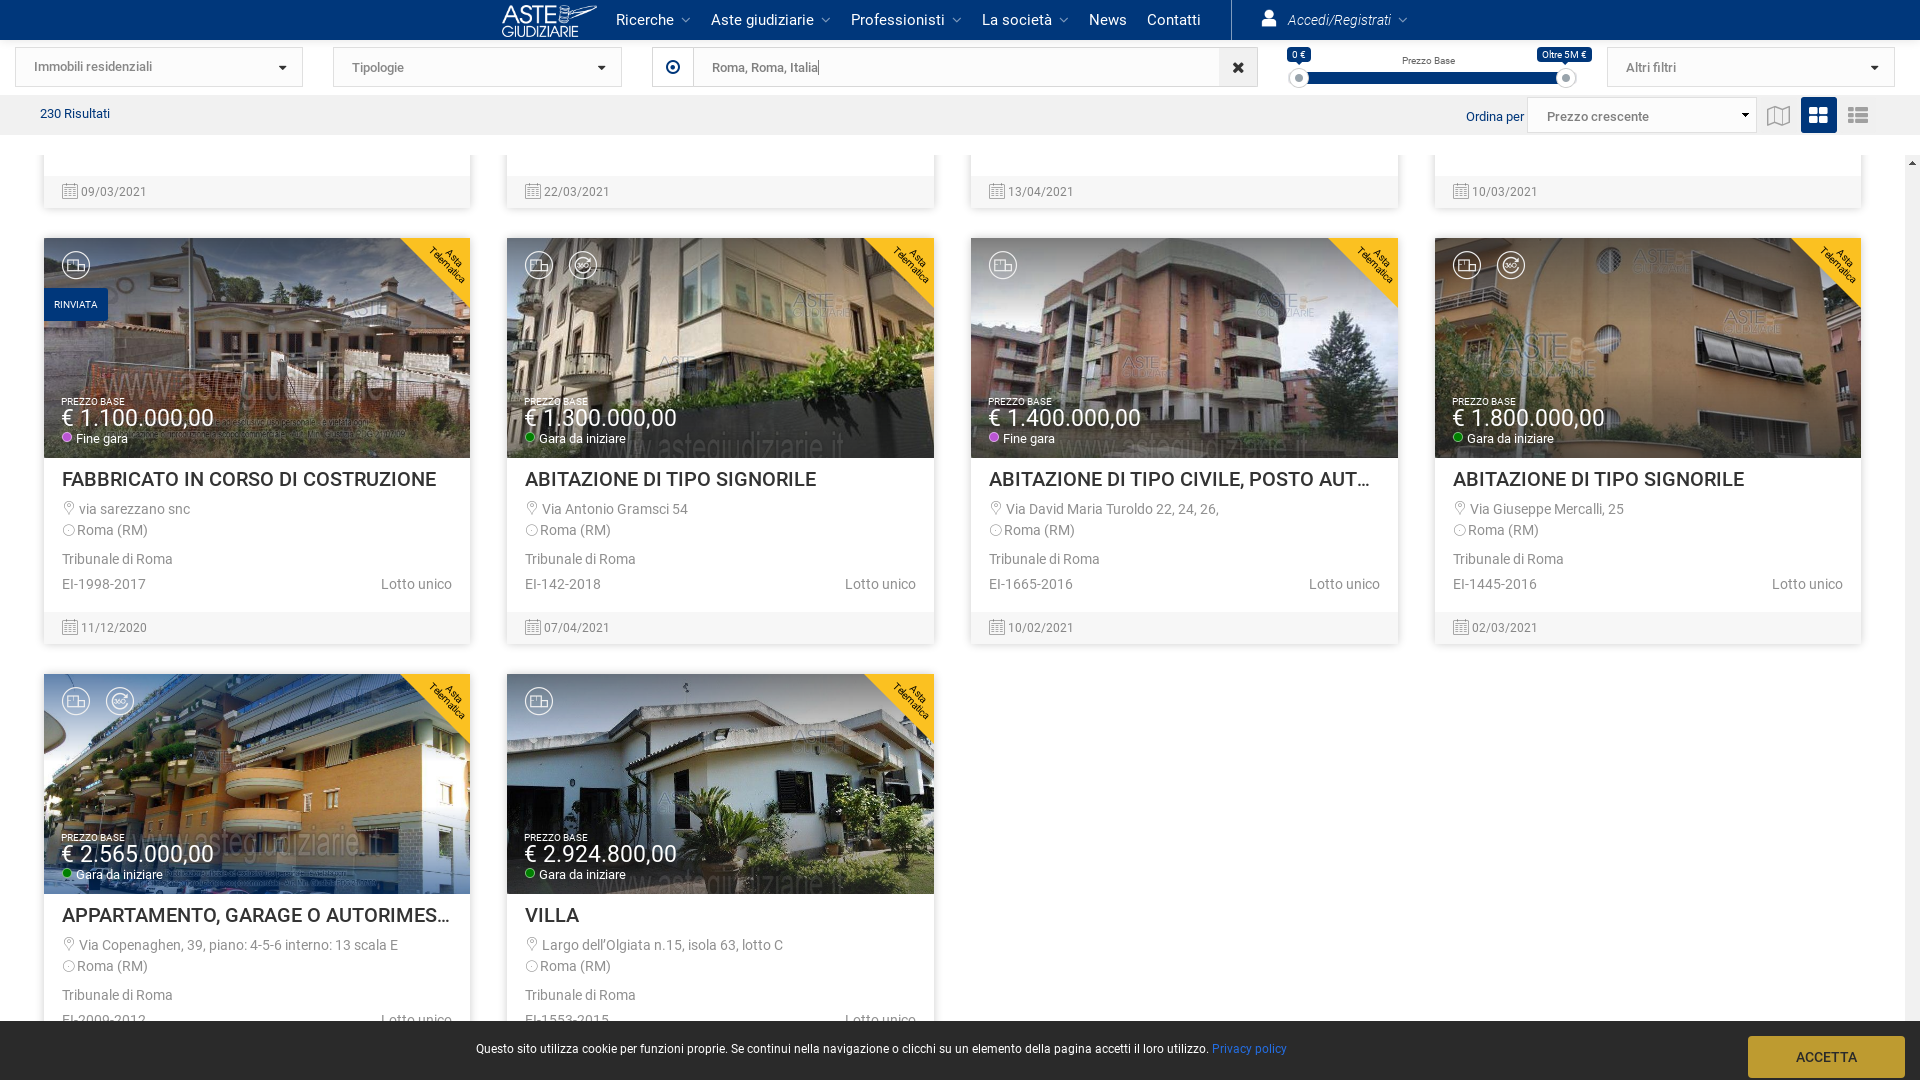 ASTE GIUDIZIARIE
Ricerche
Aste giudiziarie
Professionisti
La società
News
Contatti
Accedi/Registrati
Immobili residenziali
Tipologie
Roma, Roma, Italia
0 €
Prezzo Base
Oltre 5M €
Altri filtri
230 Risultati
Ordina per
Prezzo crescente
09/03/2021
22/03/2021
13/04/2021
10/03/2021
Asta Telematica
RINVIATA
PREZZO BASE
€ 1.100.000,00
Fine gara
FABBRICATO IN CORSO DI COSTRUZIONE
via sarezzano snc
Roma (RM)
Tribunale di Roma
EI-1998-2017
Lotto unico
11/12/2020
Asta Telematica
PREZZO BASE
€ 1.300.000,00
Gara da iniziare
ABITAZIONE DI TIPO SIGNORILE
Via Antonio Gramsci 54
Roma (RM)
Tribunale di Roma
EI-142-2018
Lotto unico
07/04/2021
Asta Telematica
PREZZO BASE
€ 1.400.000,00
Fine gara
ABITAZIONE DI TIPO CIVILE, POSTO AUT...
Via David Maria Turoldo 22, 24, 26,
Roma (RM)
Tribunale di Roma
EI-1665-2016
Lotto unico
10/02/2021
Asta Telematica
PREZZO BASE
€ 1.800.000,00
Gara da iniziare
ABITAZIONE DI TIPO SIGNORILE
Via Giuseppe Mercalli, 25
Roma (RM)
Tribunale di Roma
EI-1445-2016
Lotto unico
02/03/2021
Asta Telematica
PREZZO BASE
€ 2.565.000,00
Gara da iniziare
APPARTAMENTO, GARAGE O AUTORIMES...
Via Copenaghen, 39, piano: 4-5-6 interno: 13 scala E
Roma (RM)
Tribunale di Roma
EI-2009-2012
Lotto unico
Asta Telematica
PREZZO BASE
€ 2.924.800,00
Gara da iniziare
VILLA
Largo dell'Olgiata n.15, isola 63, lotto C
Roma (RM)
Tribunale di Roma
EI-1553-2015
Lotto unico
Questo sito utilizza cookie per funzioni proprie. Se continui nella navigazione o clicchi su un elemento della pagina accetti il loro utilizzo. Privacy policy
ACCETTA